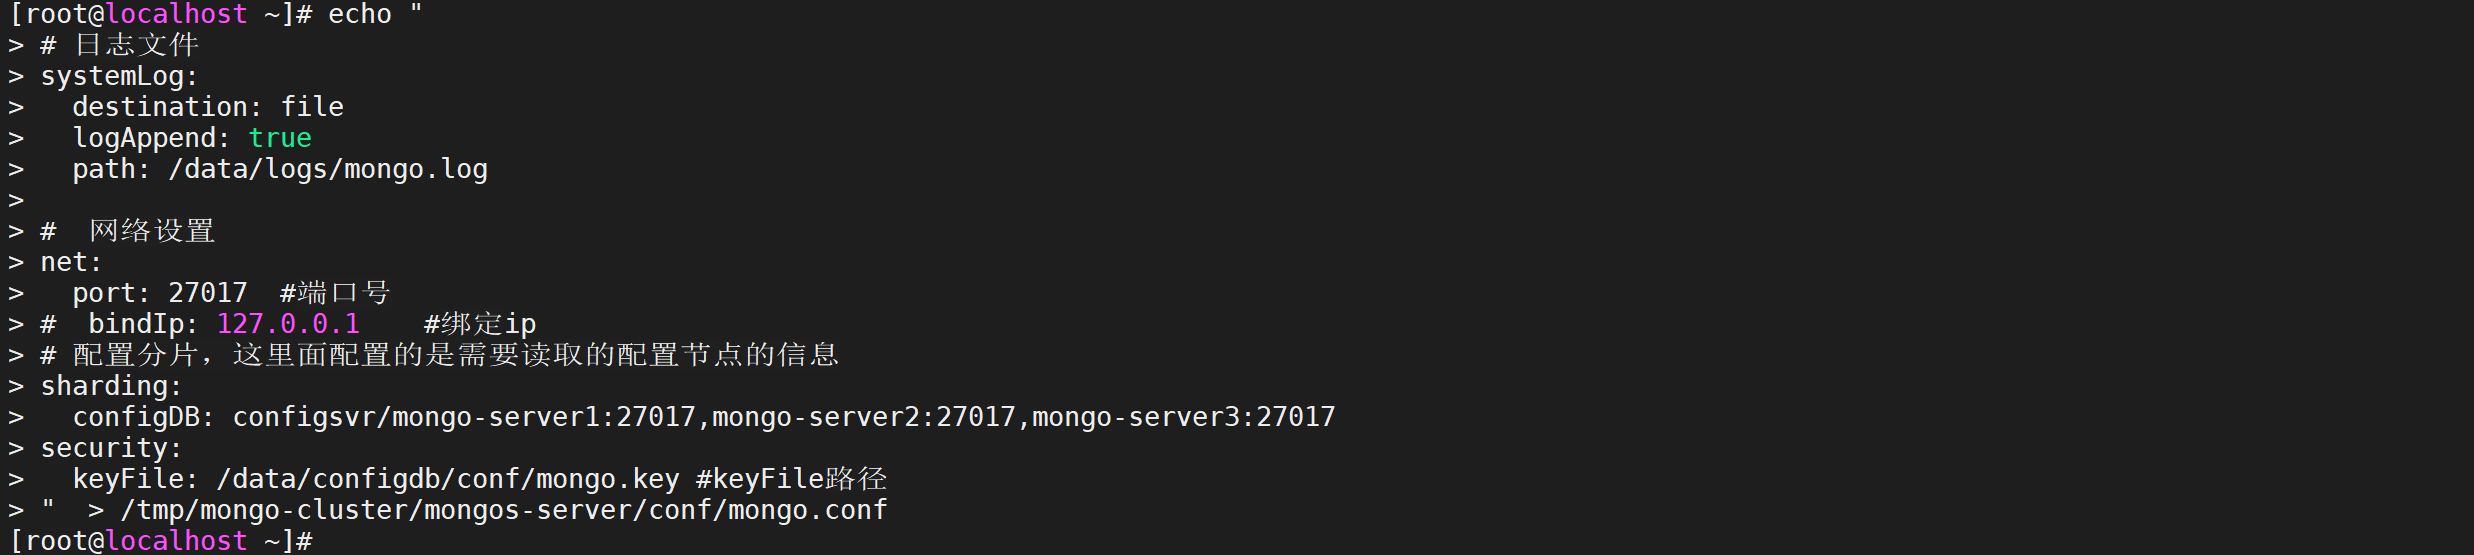 [root@localhost ~]# echo "
> # 日志文件
> systemLog:
>   destination: file
>   logAppend: true
>   path: /data/logs/mongo.log
>
> #  网络设置
> net:
>   port: 27017  #端口号
> #  bindIp: 127.0.0.1    #绑定ip
> # 配置分片，这里面配置的是需要读取的配置节点的信息
> sharding:
>   configDB: configsvr/mongo-server1:27017,mongo-server2:27017,mongo-server3:27017
> security:
>   keyFile: /data/configdb/conf/mongo.key #keyFile路径
> "  > /tmp/mongo-cluster/mongos-server/conf/mongo.conf
[root@localhost ~]#